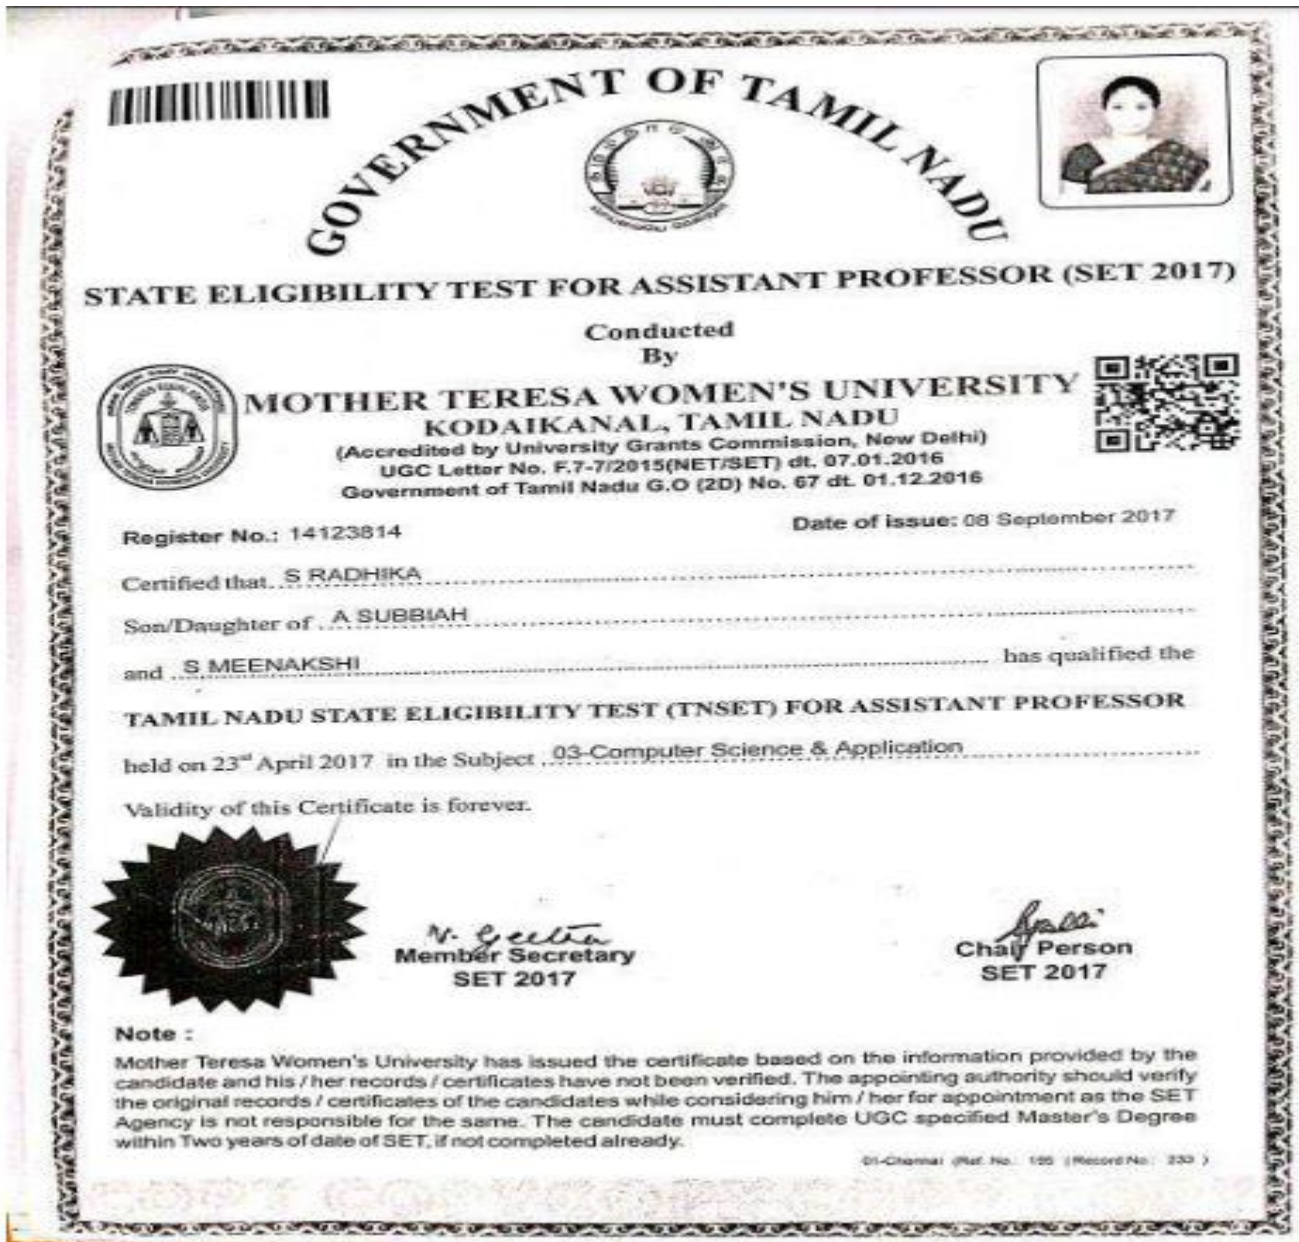 GOVERNMENT OF TAMIL NADU
STATE ELIGIBILITY TEST FOR ASSISTANT PROFESSOR (SET 2017)
Conducted
By
MOTHER TERESA WOMEN'S UNIVERSITY
KODAIKANAL, TAMIL NADU
(Accredited by University Grants Commission, New Delhi)
UGC Letter No. F.7-7/2015(NET/SET) dt. 07.01.2016
Government of Tamil Nadu G.O (2D) No. 67 dt. 01.12.2016
Register No.: 14123814 Date of issue: 08 September 2017
Certified that S RADHIKA
Son/Daughter of A SUBBIAH
and S MEENAKSHI has qualified the
TAMIL NADU STATE ELIGIBILITY TEST (TNSET) FOR ASSISTANT PROFESSOR
held on 23rd April 2017 in the Subject 03-Computer Science & Application
Validity of this Certificate is forever.
N. Geetha
Member Secretary
SET 2017
Chair Person
SET 2017
Note :
Mother Teresa Women's University has issued the certificate based on the information provided by the
candidate and his / her records / certificates have not been verified. The appointing authority should verify
the original records / certificates of the candidates while considering him / her for appointment as the SET
Agency is not responsible for the same. The candidate must complete UGC specified Master's Degree
within Two years of date of SET, if not completed already.
01-Chennai (Ref. No.: 195 | Record No.: 233 )